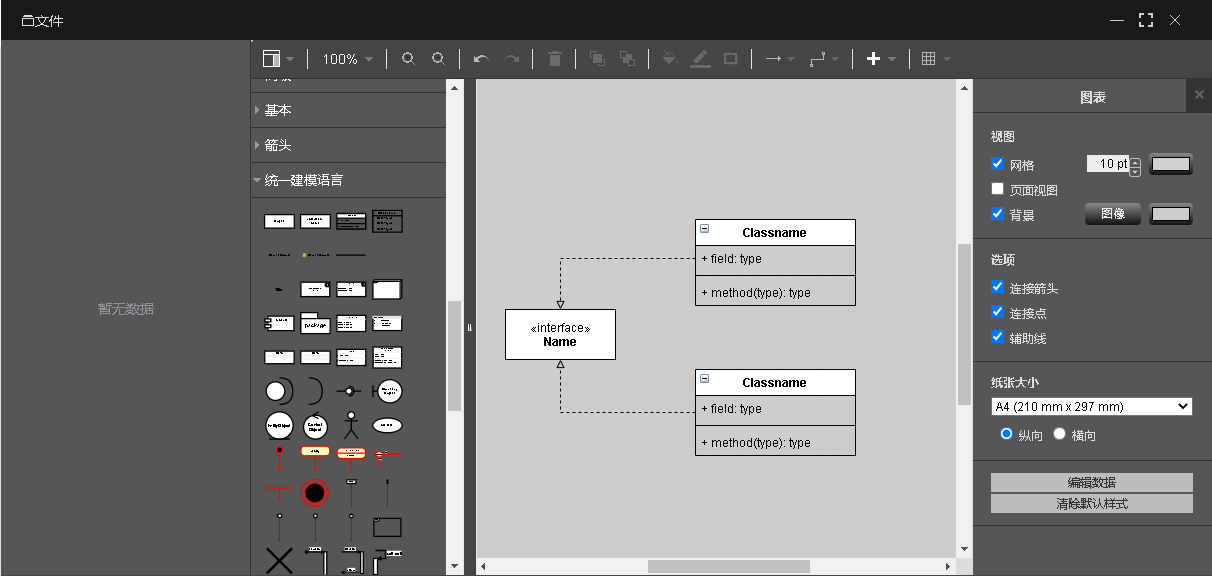 文件
100%
基本
箭头
统一建模语言
package
暂无数据
Classname
+ field: type
+ method(type): type
«interface»
Name
Classname
+ field: type
+ method(type): type
图表
视图
网格 10 pt
页面视图
背景 图像
选项
连接箭头
连接点
辅助线
纸张大小
A4 (210 mm x 297 mm)
纵向 横向
编辑数据
清除默认样式